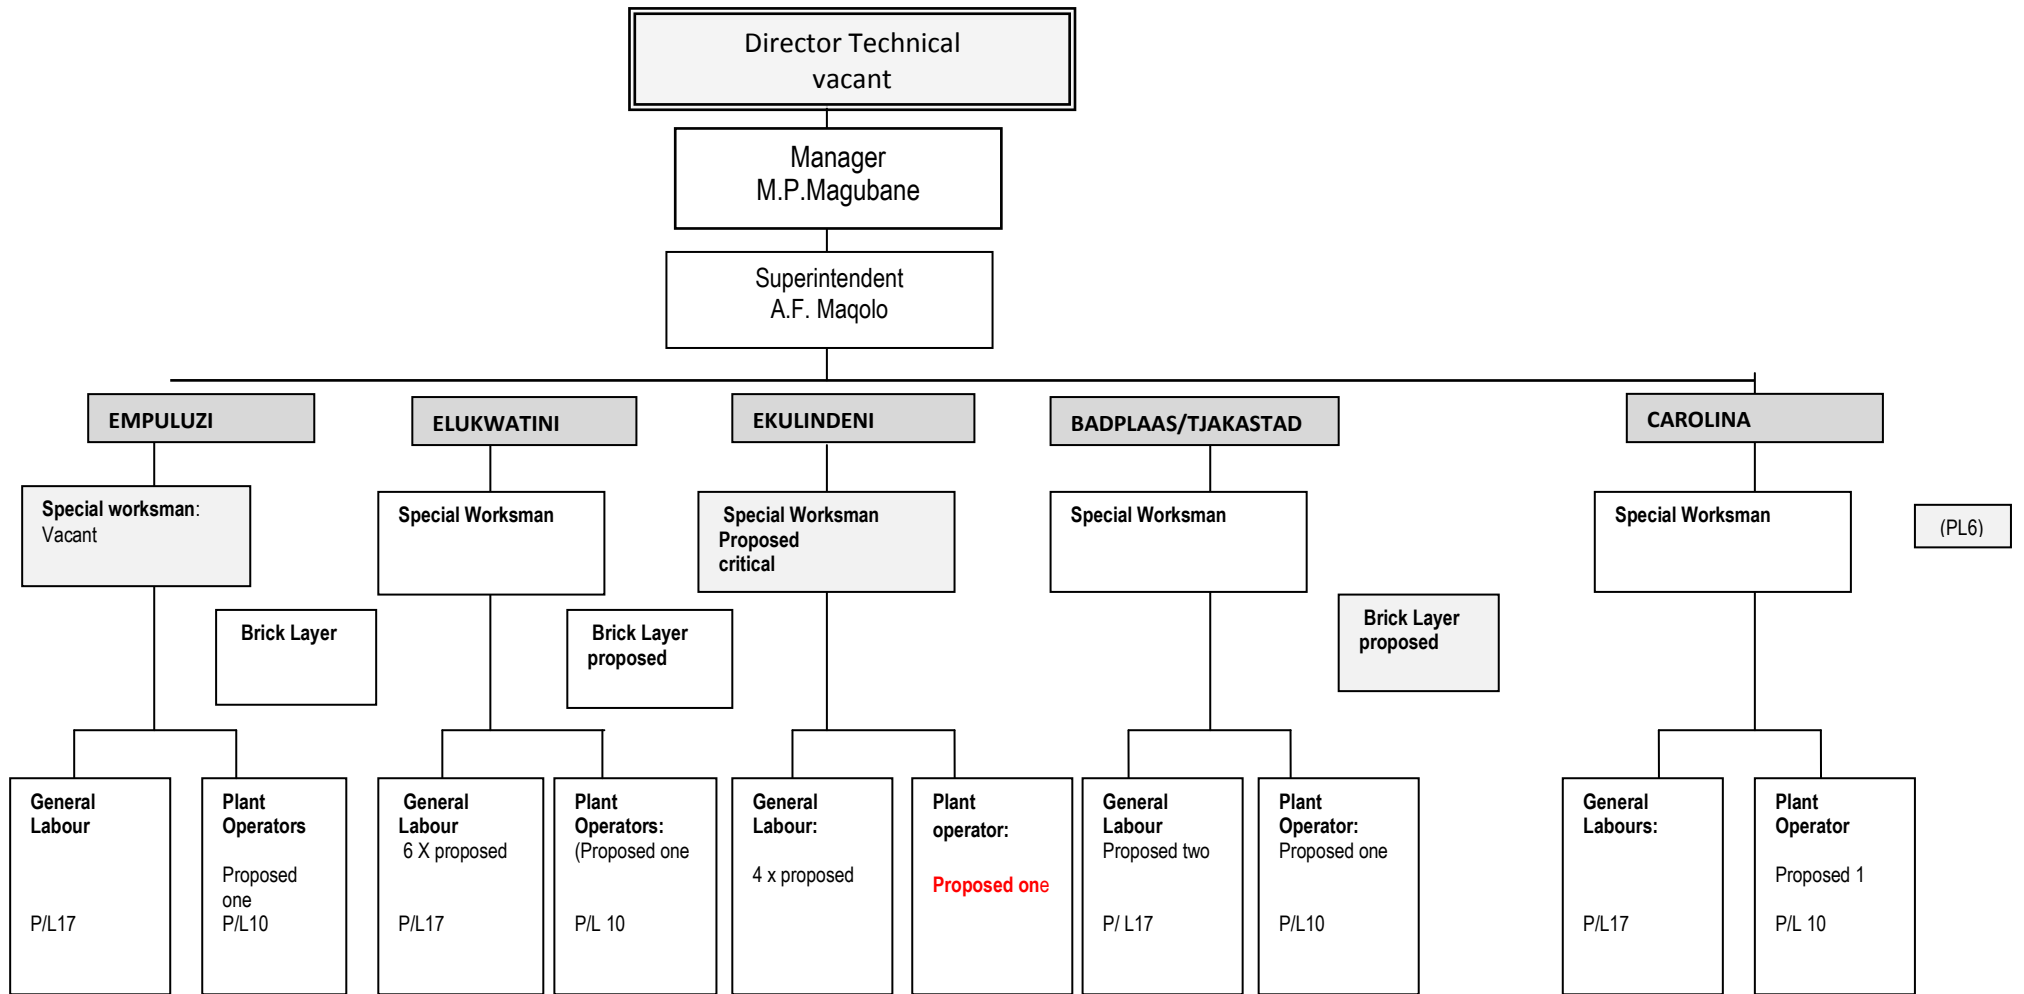 Director Technical
vacant
Manager
M.P.Magubane
Superintendent
A.F. Maqolo
EMPULUZI
ELUKWATINI
EKULINDENI
BADPLAAS/TJAKASTAD
CAROLINA
Special worksman:
Vacant
Special Worksman
Special Worksman
Proposed
critical
Special Worksman
Special Worksman
(PL6)
Brick Layer
Brick Layer
proposed
Brick Layer
proposed
General
Labour
P/L17
Plant
Operators
Proposed
one
P/L10
General
Labour
6 X proposed
P/L17
Plant
Operators:
(Proposed one
P/L 10
General
Labour:
4 x proposed
Plant
operator:
Proposed one
General
Labour
Proposed two
P/ L17
Plant
Operator:
Proposed one
P/L10
General
Labours:
P/L17
Plant
Operator
Proposed 1
P/L 10